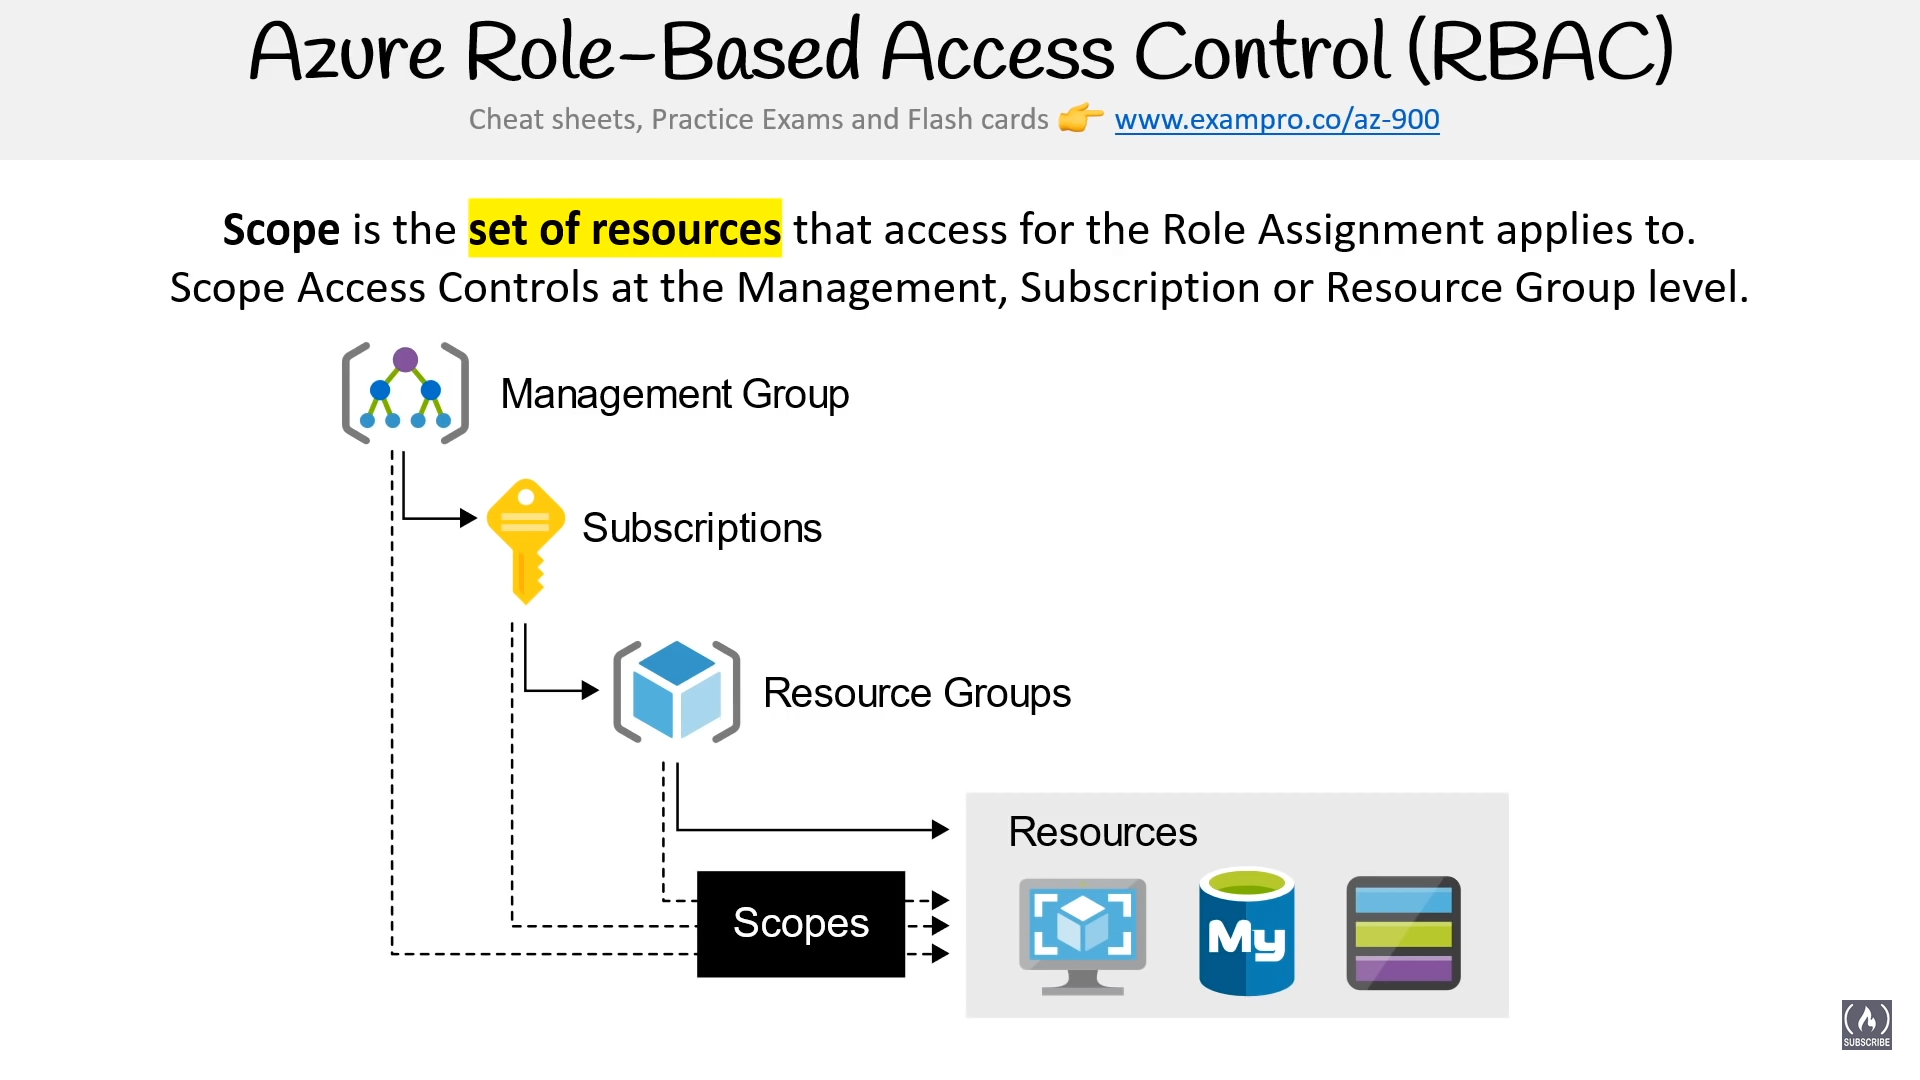 Azure Role-Based Access Control (RBAC)
Cheat sheets, Practice Exams and Flash cards 👉 www.exampro.co/az-900
Scope is the set of resources that access for the Role Assignment applies to.
Scope Access Controls at the Management, Subscription or Resource Group level.
Management Group
Subscriptions
Resource Groups
Resources
Scopes
My
SUBSCRIBE